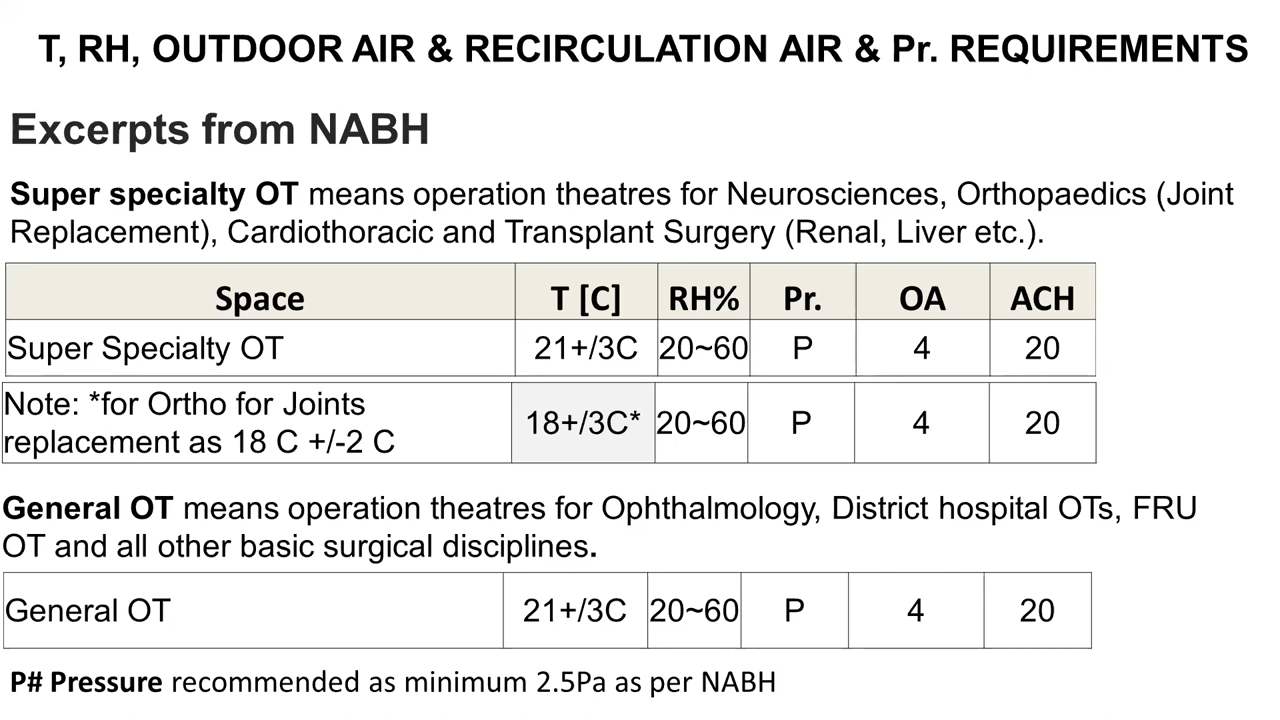 T, RH, OUTDOOR AIR & RECIRCULATION AIR & Pr. REQUIREMENTS
Excerpts from NABH
Super specialty OT means operation theatres for Neurosciences, Orthopaedics (Joint
Replacement), Cardiothoracic and Transplant Surgery (Renal, Liver etc.).
Space T [C] RH% Pr. OA ACH
Super Specialty OT 21+/3C 20~60 P 4 20
Note: *for Ortho for Joints
replacement as 18 C +/-2 C 18+/3C* 20~60 P 4 20
General OT means operation theatres for Ophthalmology, District hospital OTs, FRU
OT and all other basic surgical disciplines.
General OT 21+/3C 20~60 P 4 20
P# Pressure recommended as minimum 2.5Pa as per NABH